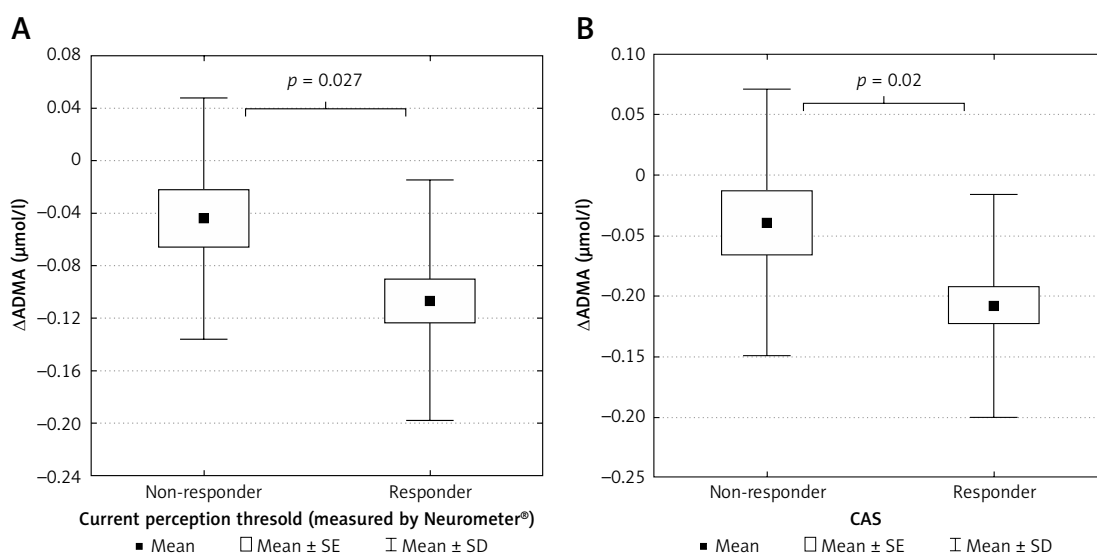 A
0.08
0.04
0
−0.04
−0.08
−0.12
−0.16
−0.20
−0.24
ΔADMA (μmol/l)
p = 0.027
Non-responder Responder
Current perception thresold (measured by Neurometer®)
■ Mean □ Mean ± SE ⌶ Mean ± SD
B
0.10
0.05
0
−0.05
−0.20
−0.15
−0.20
−0.25
ΔADMA (μmol/l)
p = 0.02
Non-responder Responder
CAS
■ Mean □ Mean ± SE ⌶ Mean ± SD